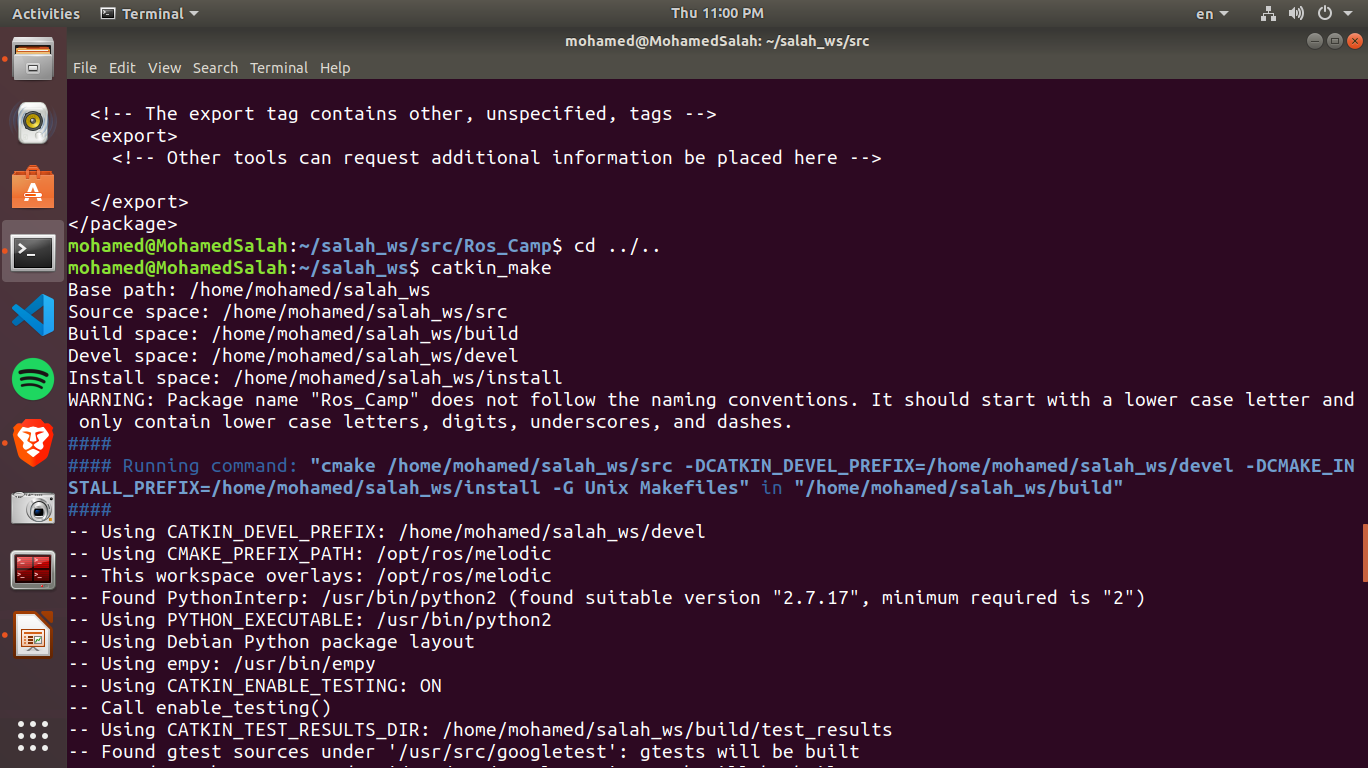 Activities Terminal Thu 11:00 PM en
mohamed@MohamedSalah: ~/salah_ws/src
File Edit View Search Terminal Help
<!-- The export tag contains other, unspecified, tags -->
<export>
<!-- Other tools can request additional information be placed here -->
</export>
</package>
mohamed@MohamedSalah:~/salah_ws/src/Ros_Camp$ cd ../..
mohamed@MohamedSalah:~/salah_ws$ catkin_make
Base path: /home/mohamed/salah_ws
Source space: /home/mohamed/salah_ws/src
Build space: /home/mohamed/salah_ws/build
Devel space: /home/mohamed/salah_ws/devel
Install space: /home/mohamed/salah_ws/install
WARNING: Package name "Ros_Camp" does not follow the naming conventions. It should start with a lower case letter and
only contain lower case letters, digits, underscores, and dashes.
####
#### Running command: "cmake /home/mohamed/salah_ws/src -DCATKIN_DEVEL_PREFIX=/home/mohamed/salah_ws/devel -DCMAKE_IN
STALL_PREFIX=/home/mohamed/salah_ws/install -G Unix Makefiles" in "/home/mohamed/salah_ws/build"
####
-- Using CATKIN_DEVEL_PREFIX: /home/mohamed/salah_ws/devel
-- Using CMAKE_PREFIX_PATH: /opt/ros/melodic
-- This workspace overlays: /opt/ros/melodic
-- Found PythonInterp: /usr/bin/python2 (found suitable version "2.7.17", minimum required is "2")
-- Using PYTHON_EXECUTABLE: /usr/bin/python2
-- Using Debian Python package layout
-- Using empy: /usr/bin/empy
-- Using CATKIN_ENABLE_TESTING: ON
-- Call enable_testing()
-- Using CATKIN_TEST_RESULTS_DIR: /home/mohamed/salah_ws/build/test_results
-- Found gtest sources under '/usr/src/googletest': gtests will be built